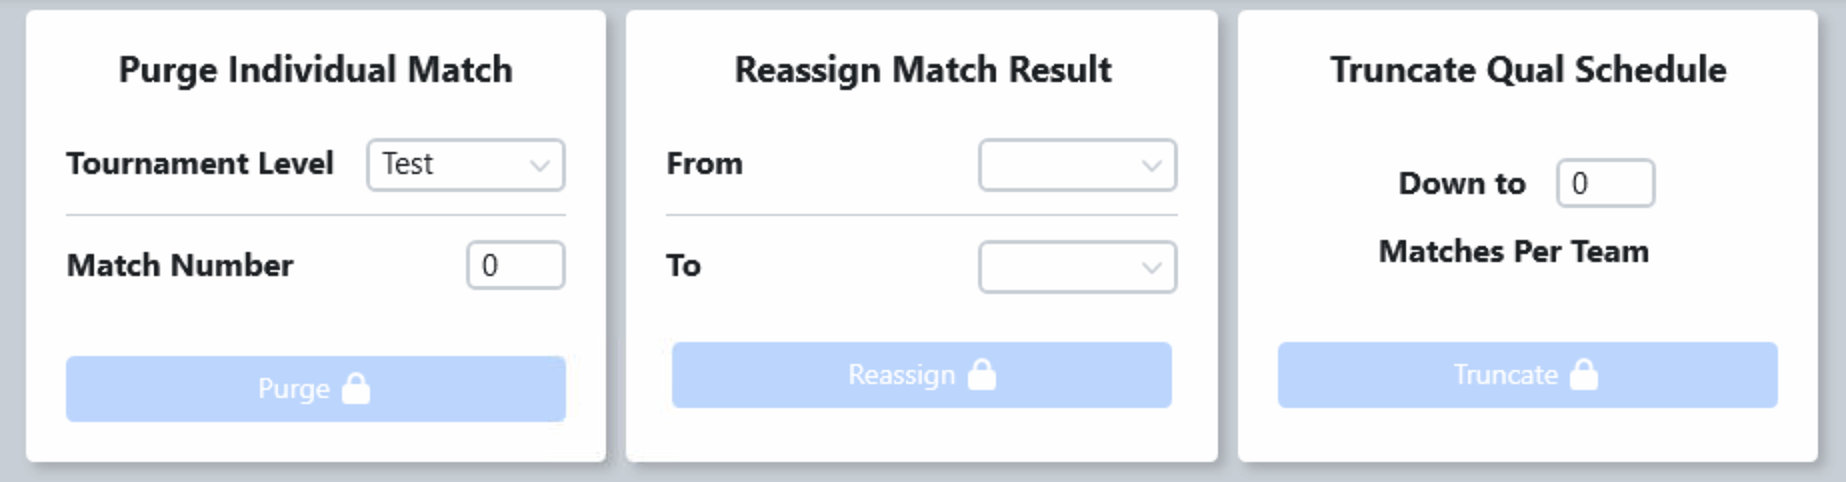 Purge Individual Match
Tournament Level Test
Match Number 0
Purge
Reassign Match Result
From
To
Reassign
Truncate Qual Schedule
Down to 0
Matches Per Team
Truncate